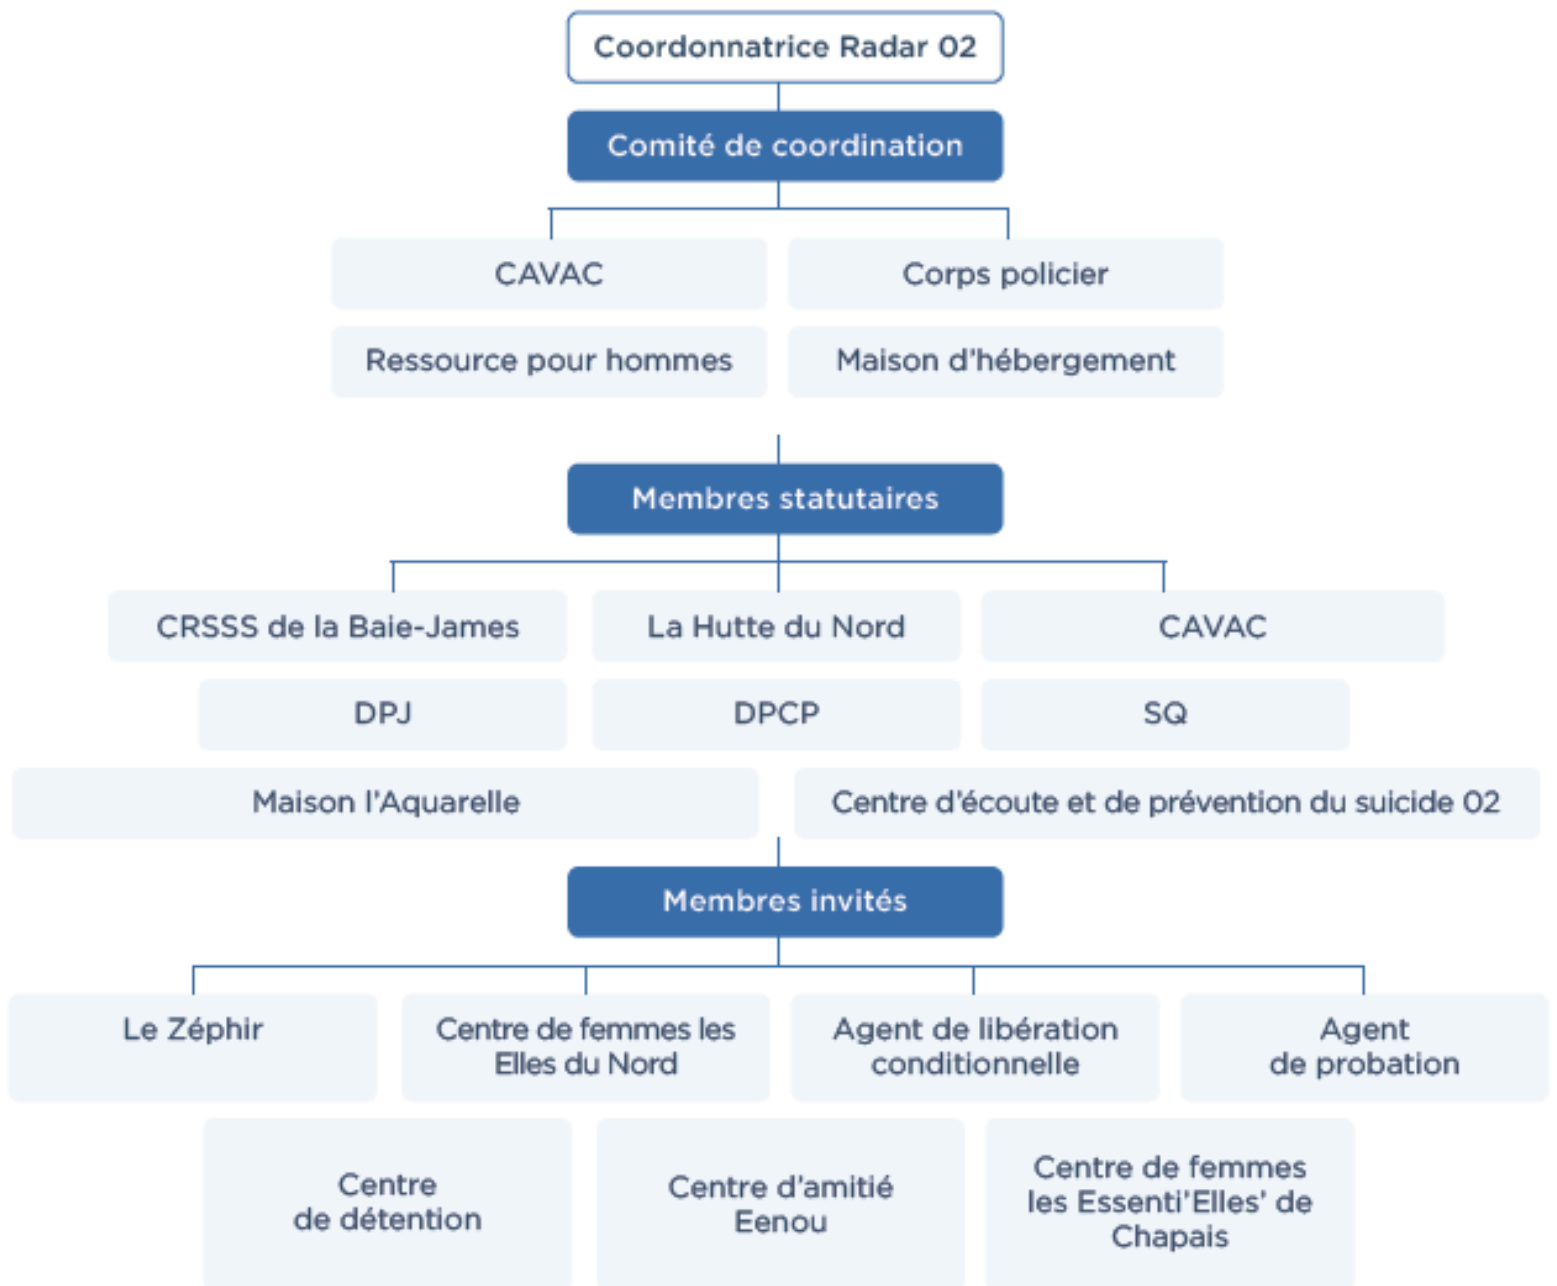 Coordonnatrice Radar 02
Comité de coordination
CAVAC
Corps policier
Ressource pour hommes
Maison d'hébergement
Membres statutaires
CRSSS de la Baie-James
La Hutte du Nord
CAVAC
DPJ
DPCP
SQ
Maison l'Aquarelle
Centre d'écoute et de prévention du suicide 02
Membres invités
Le Zéphir
Centre de femmes les
Elles du Nord
Agent de libération
conditionnelle
Agent
de probation
Centre
de détention
Centre d'amitié
Eenou
Centre de femmes
les Essenti'Elles' de
Chapais